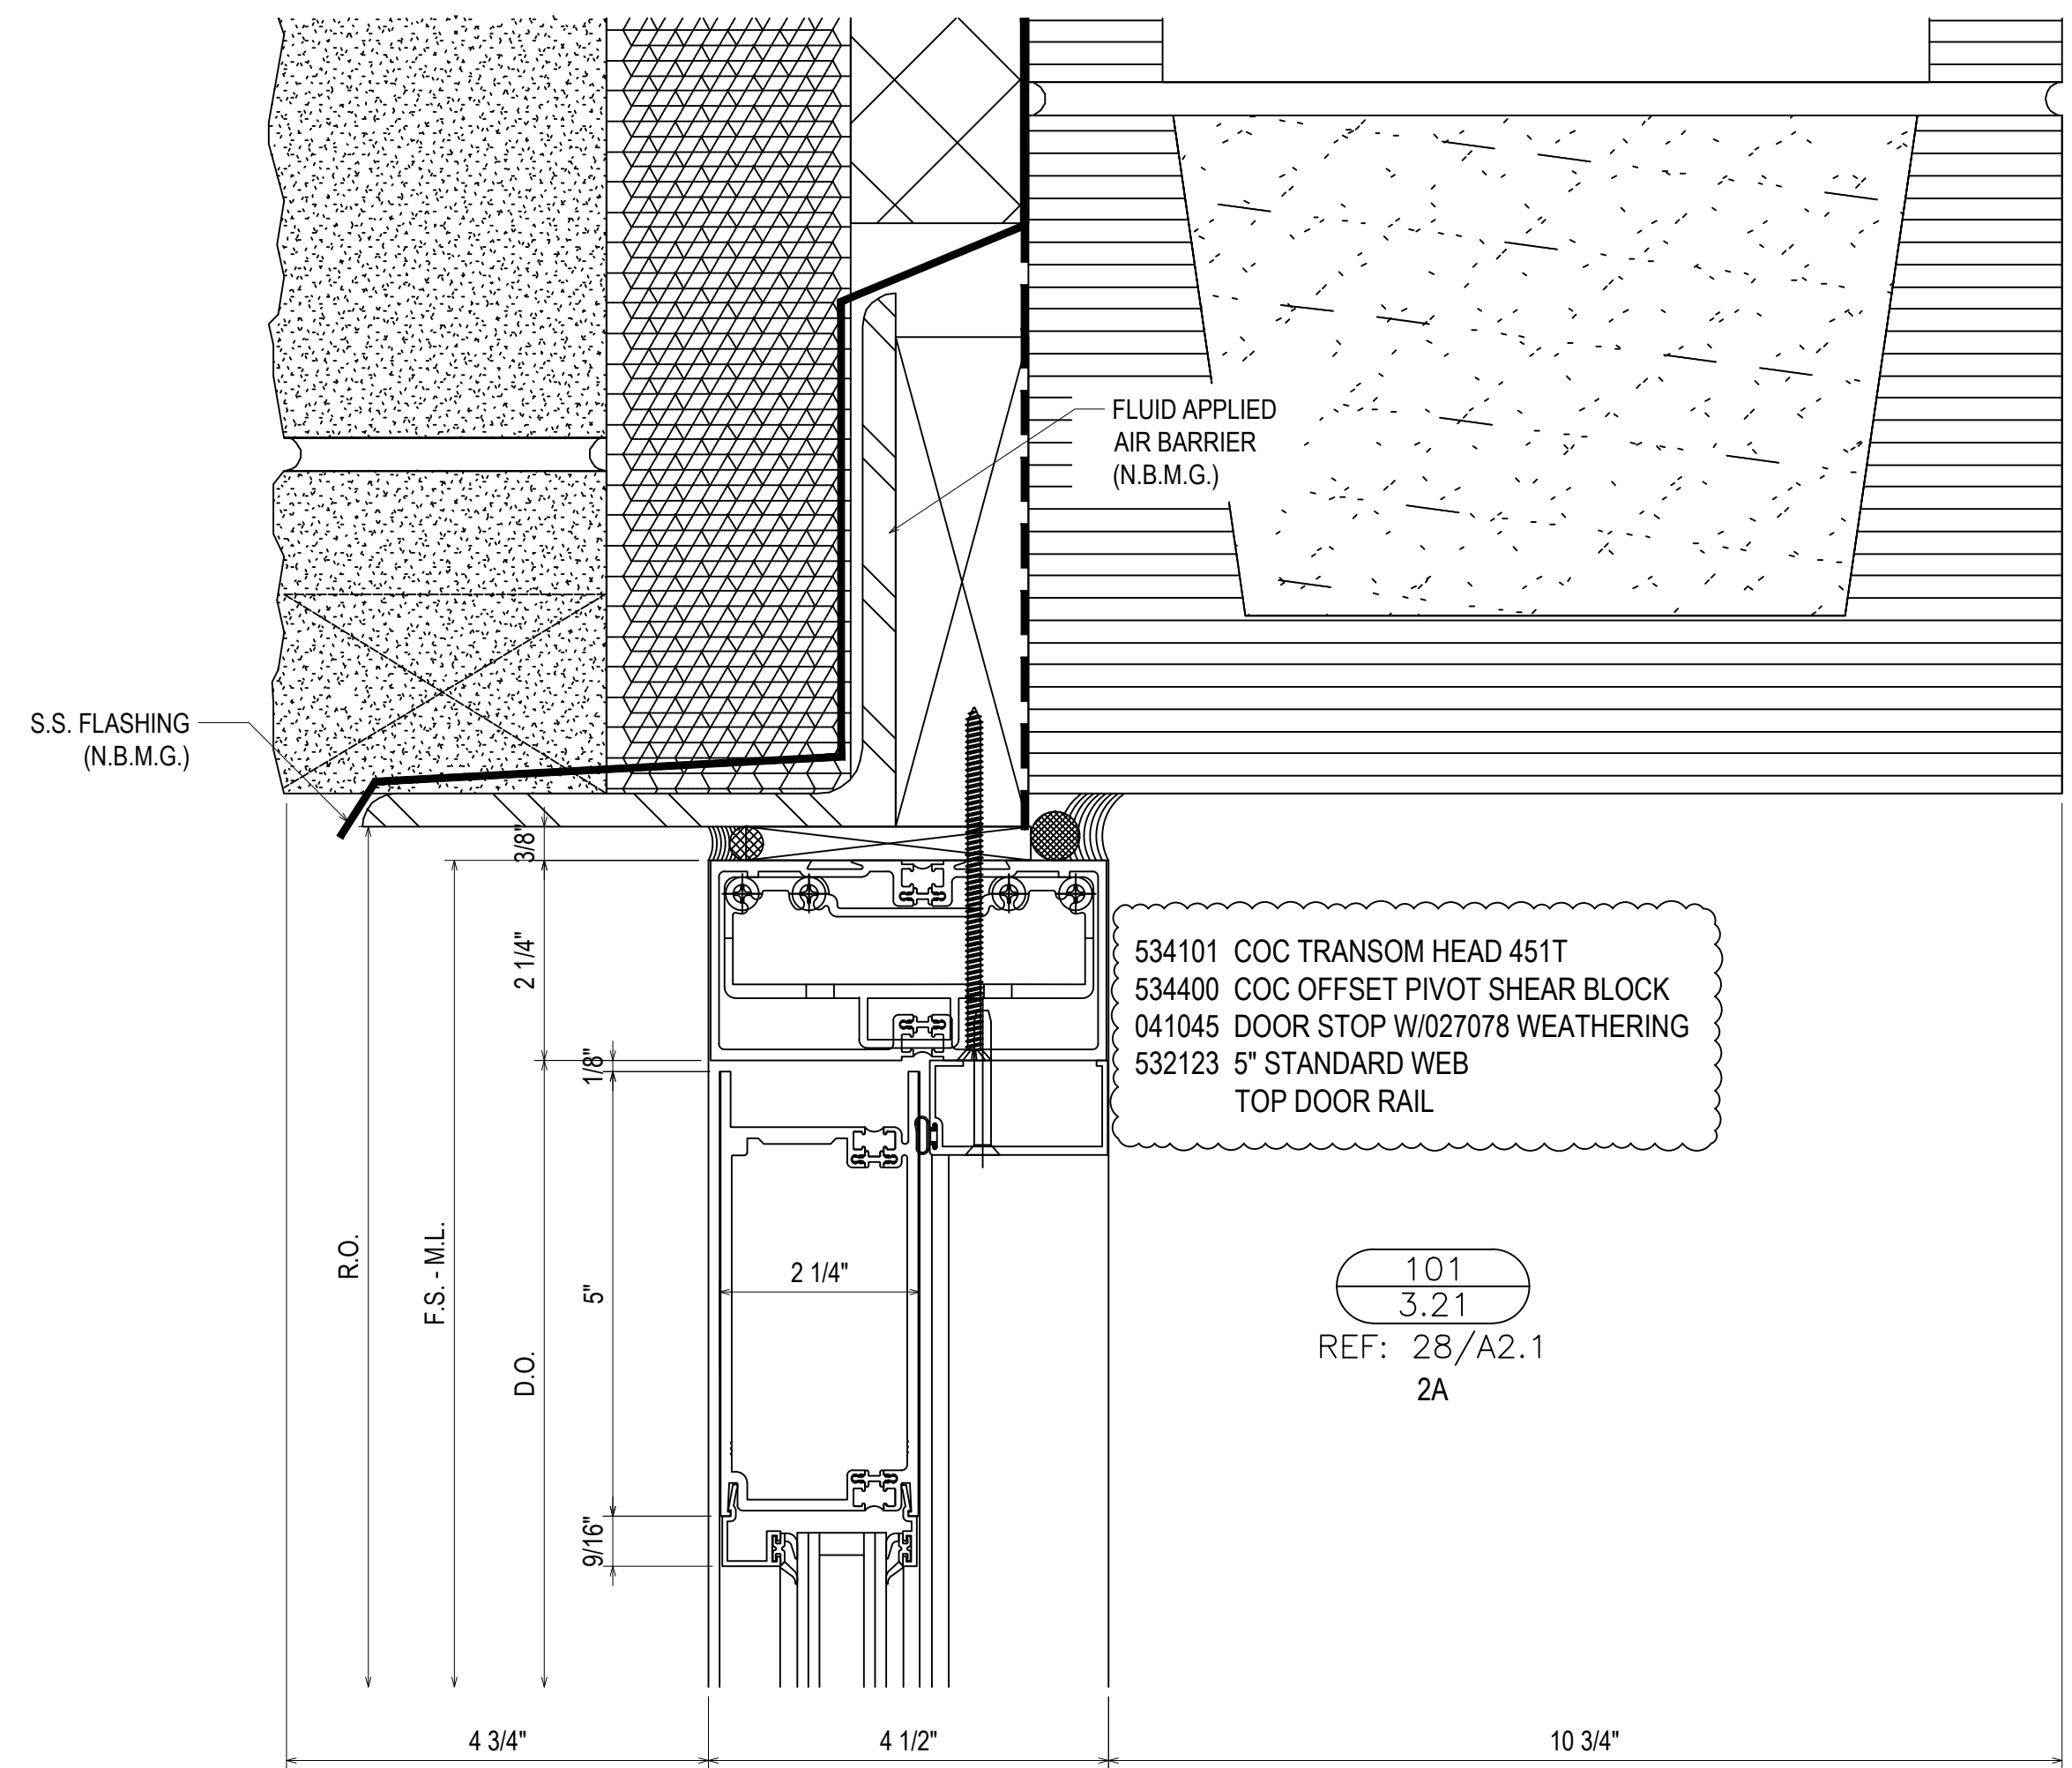 FLUID APPLIED
AIR BARRIER
(N.B.M.G.)
S.S. FLASHING
(N.B.M.G.)
3/8"
2 1/4"
534101 COC TRANSOM HEAD 451T
534400 COC OFFSET PIVOT SHEAR BLOCK
041045 DOOR STOP W/027078 WEATHERING
532123 5" STANDARD WEB
TOP DOOR RAIL
1/8"
R.O.
F.S. - M.L.
D.O.
5"
2 1/4"
9/16"
101
3.21
REF: 28/A2.1
2A
4 3/4"
4 1/2"
10 3/4"